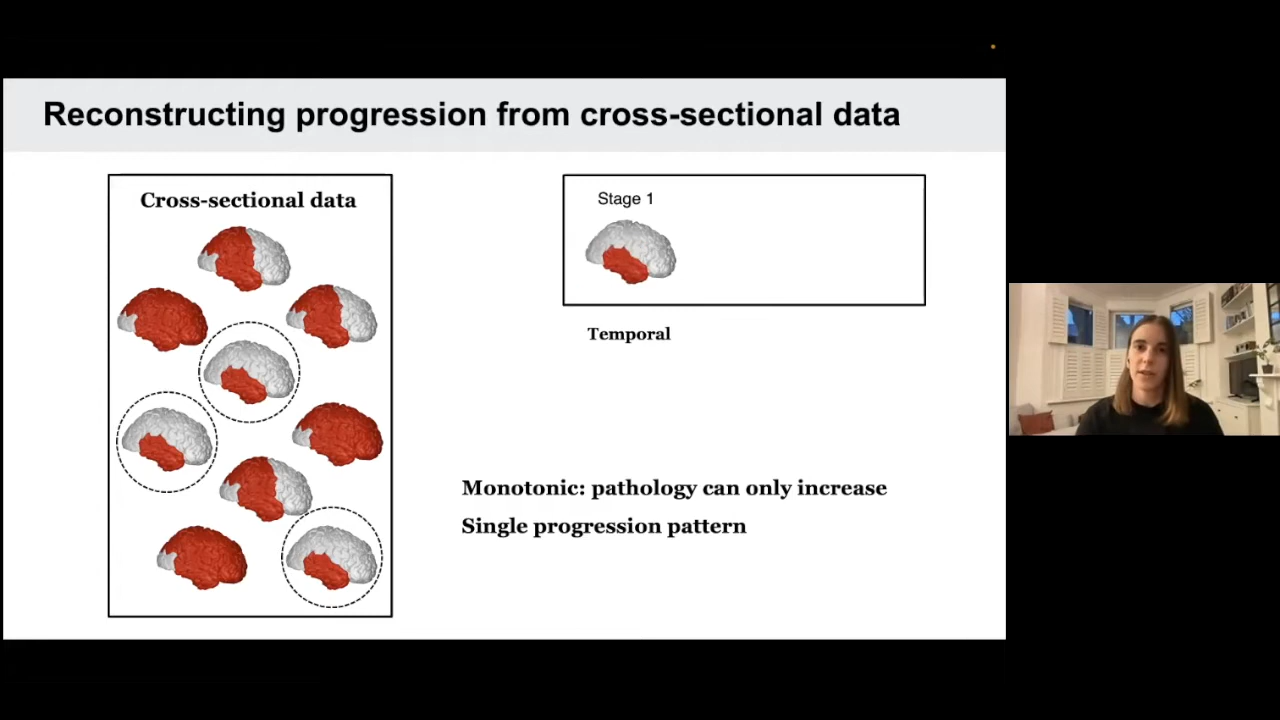 Reconstructing progression from cross-sectional data
Cross-sectional data
Stage 1
Temporal
Monotonic: pathology can only increase
Single progression pattern